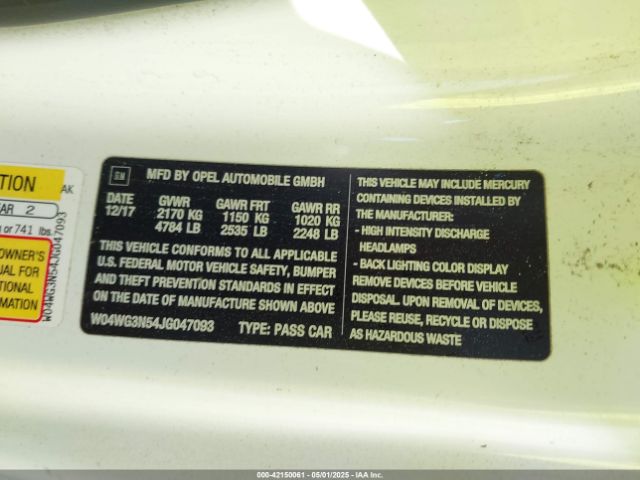 TION
AK
AR 2
or 741 lbs.
OWNER'S
UAL FOR
TIONAL
RMATION
W04WG3N54JG047093
GM
MFD BY OPEL AUTOMOBILE GMBH
DATE GVWR GAWR FRT GAWR RR
12/17 2170 KG 1150 KG 1020 KG
4784 LB 2535 LB 2248 LB
THIS VEHICLE CONFORMS TO ALL APPLICABLE
U.S. FEDERAL MOTOR VEHICLE SAFETY, BUMPER
AND THEFT PREVENTION STANDARDS IN EFFECT
ON THE DATE OF MANUFACTURE SHOWN ABOVE
W04WG3N54JG047093 TYPE: PASS CAR
THIS VEHICLE MAY INCLUDE MERCURY
CONTAINING DEVICES INSTALLED BY
THE MANUFACTURER:
- HIGH INTENSITY DISCHARGE
HEADLAMPS
- BACK LIGHTING COLOR DISPLAY
REMOVE DEVICES BEFORE VEHICLE
DISPOSAL. UPON REMOVAL OF DEVICES,
PLEASE REUSE, RECYCLE OR DISPOSE
AS HAZARDOUS WASTE
000-42150061 - 05/01/2025 - IAA Inc.